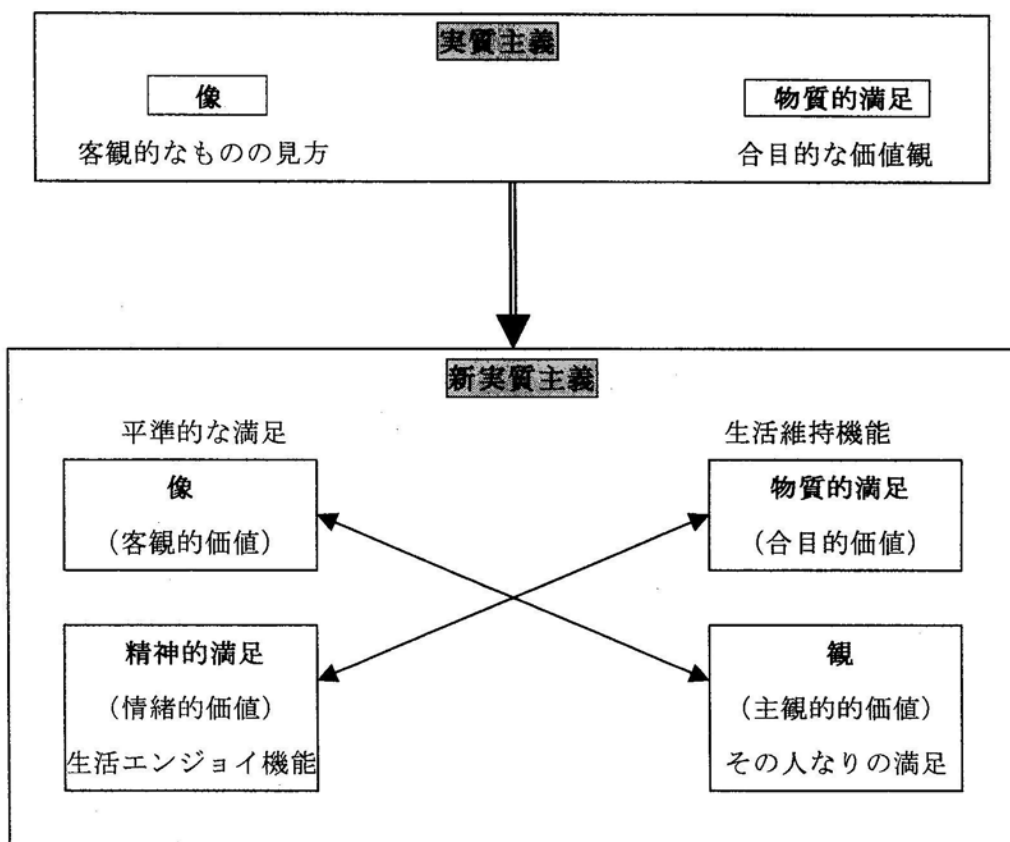 実質主義
像
物質的満足
客観的なものの見方
合目的な価値観
新実質主義
平準的な満足
生活維持機能
像
物質的満足
(客観的価値)
(合目的価値)
精神的満足
観
(情緒的価値)
(主観的的価値)
生活エンジョイ機能
その人なりの満足